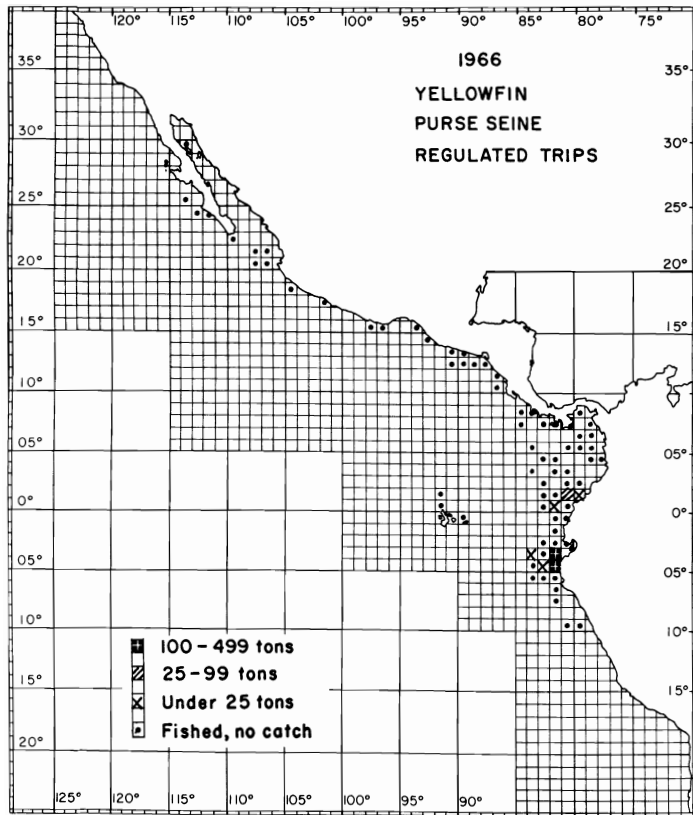 120° 115° 110° 105° 100° 95° 90° 85° 80° 75°
1966
YELLOWFIN
PURSE SEINE
REGULATED TRIPS
35° 35°
30° 30°
25° 25°
20° 20°
15° 15°
10° 10°
05° 05°
0° 0°
05° 05°
10° 10°
15° 15°
20°
100-499 tons
25-99 tons
Under 25 tons
Fished, no catch
125° 120° 115° 110° 105° 100° 95° 90° 85° 80° 75°